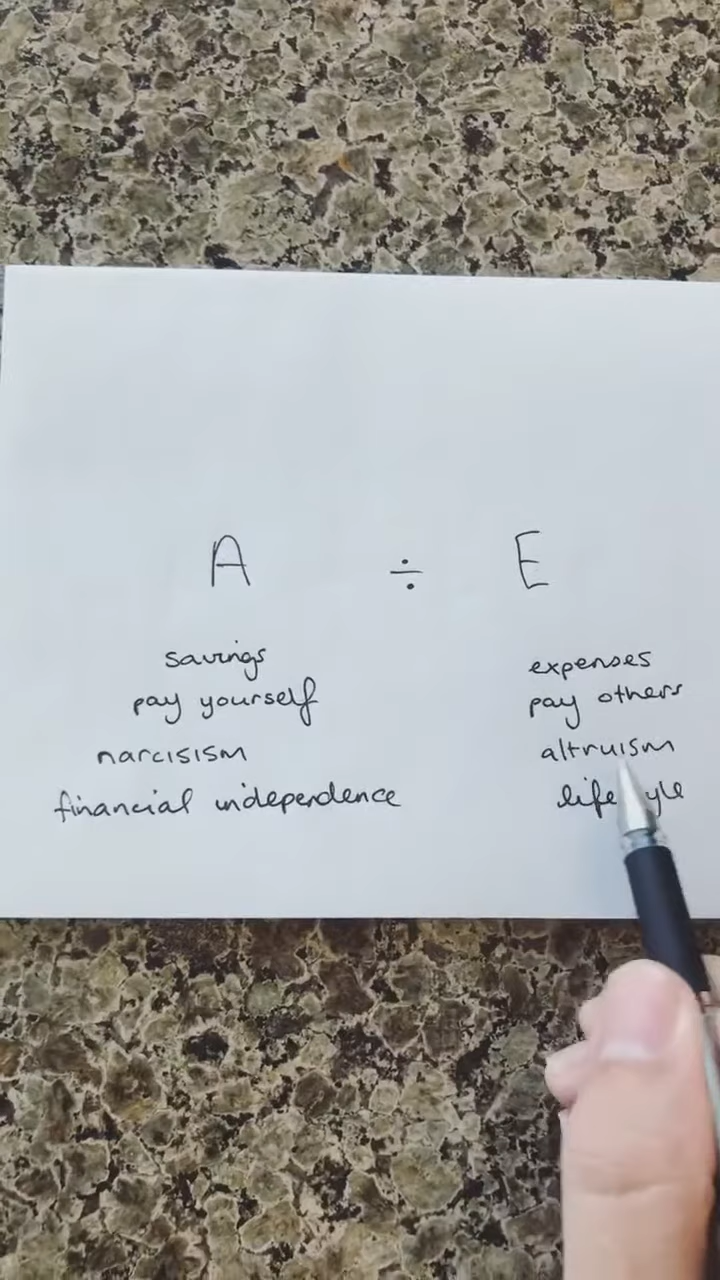 A ÷ E
savings expenses
pay yourself pay others
narcisism altruism
financial independence